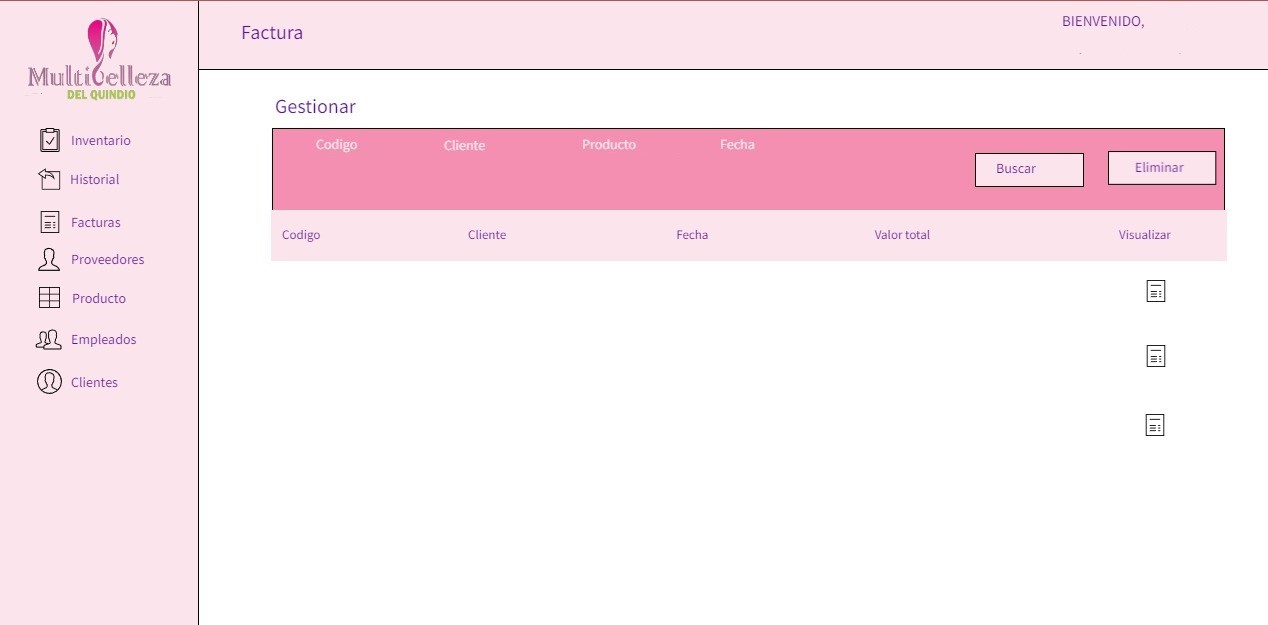 Multibelleza
DEL QUINDIO
Inventario
Historial
Facturas
Proveedores
Producto
Empleados
Clientes
Factura
BIENVENIDO,
Gestionar
Codigo Cliente Producto Fecha
Buscar Eliminar
Codigo Cliente Fecha Valor total Visualizar